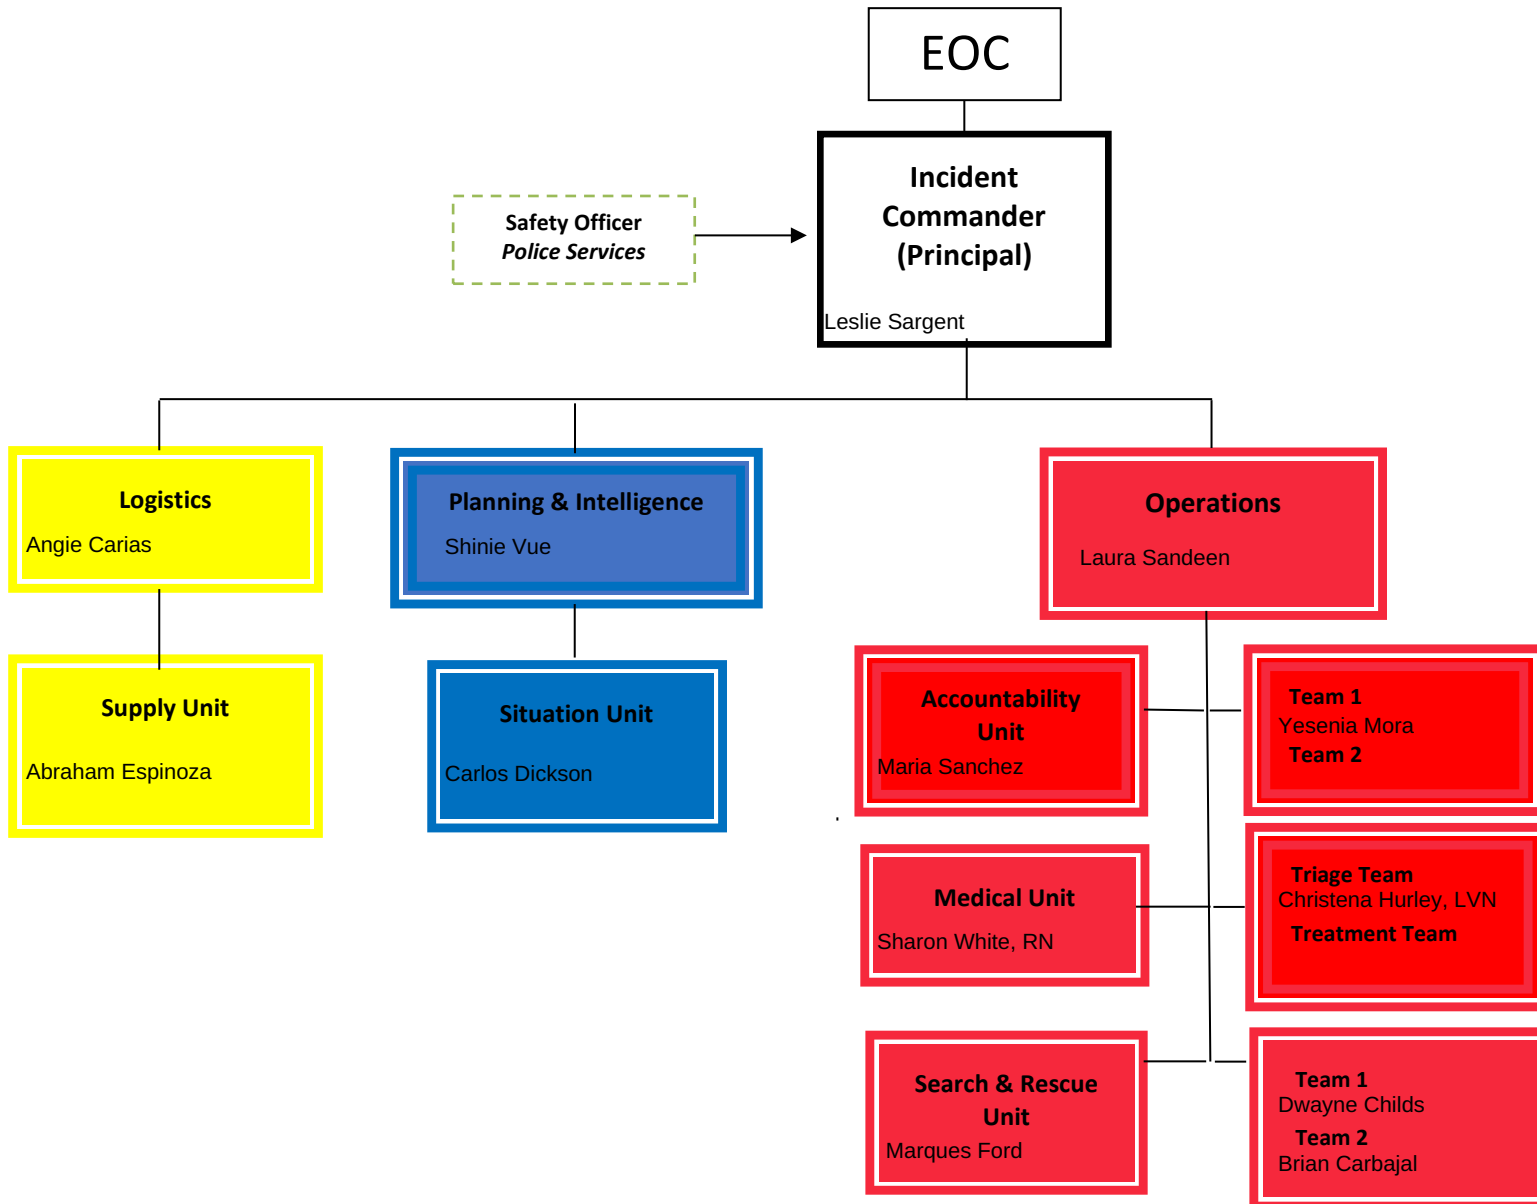 EOC
Incident
Commander
(Principal)
Leslie Sargent
Safety Officer
Police Services
Logistics
Angie Carias
Planning & Intelligence
Shinie Vue
Operations
Laura Sandeen
Supply Unit
Abraham Espinoza
Situation Unit
Carlos Dickson
Accountability
Unit
Maria Sanchez
Team 1
Yesenia Mora
Team 2
Medical Unit
Sharon White, RN
Triage Team
Christena Hurley, LVN
Treatment Team
Search & Rescue
Unit
Marques Ford
Team 1
Dwayne Childs
Team 2
Brian Carbajal